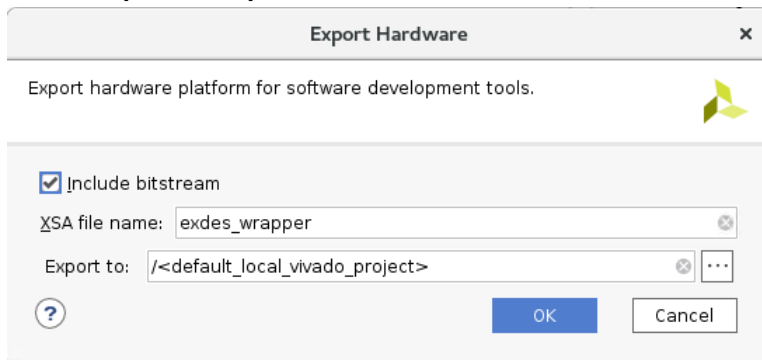 Export Hardware
Export hardware platform for software development tools.
Include bitstream
XSA file name: exdes_wrapper
Export to: /<default_local_vivado_project> ...
? OK Cancel